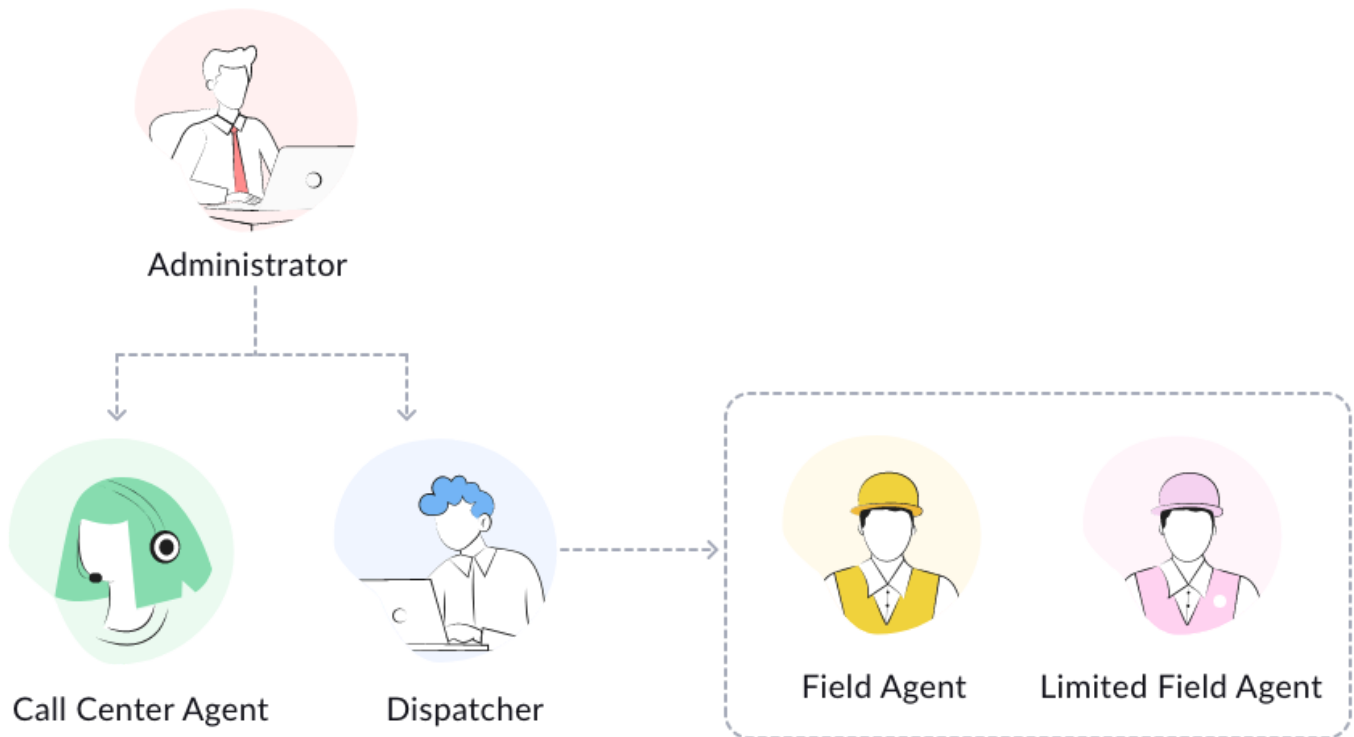 Administrator
Call Center Agent
Dispatcher
Field Agent
Limited Field Agent